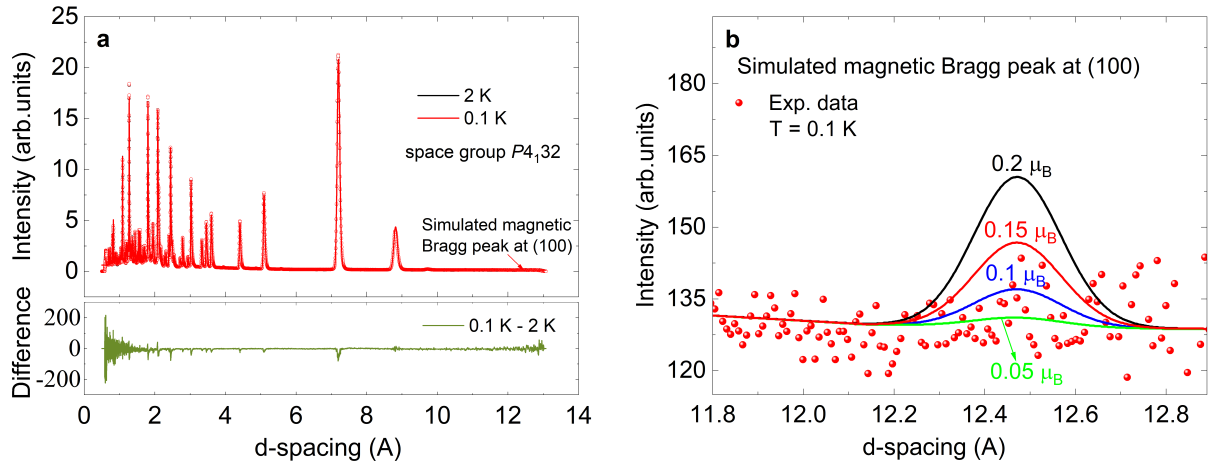 a
25
20
15
10
5
0
Intensity (arb.units)
2 K
0.1 K
space group P4₁32
Simulated magnetic
Bragg peak at (100)
200
0
-200
Difference
0.1 K - 2 K
0 2 4 6 8 10 12 14
d-spacing (A)
b
Simulated magnetic Bragg peak at (100)
Exp. data
T = 0.1 K
180
165
150
135
120
Intensity (arb.units)
0.2 μB
0.15 μB
0.1 μB
0.05 μB
11.8 12.0 12.2 12.4 12.6 12.8
d-spacing (A)